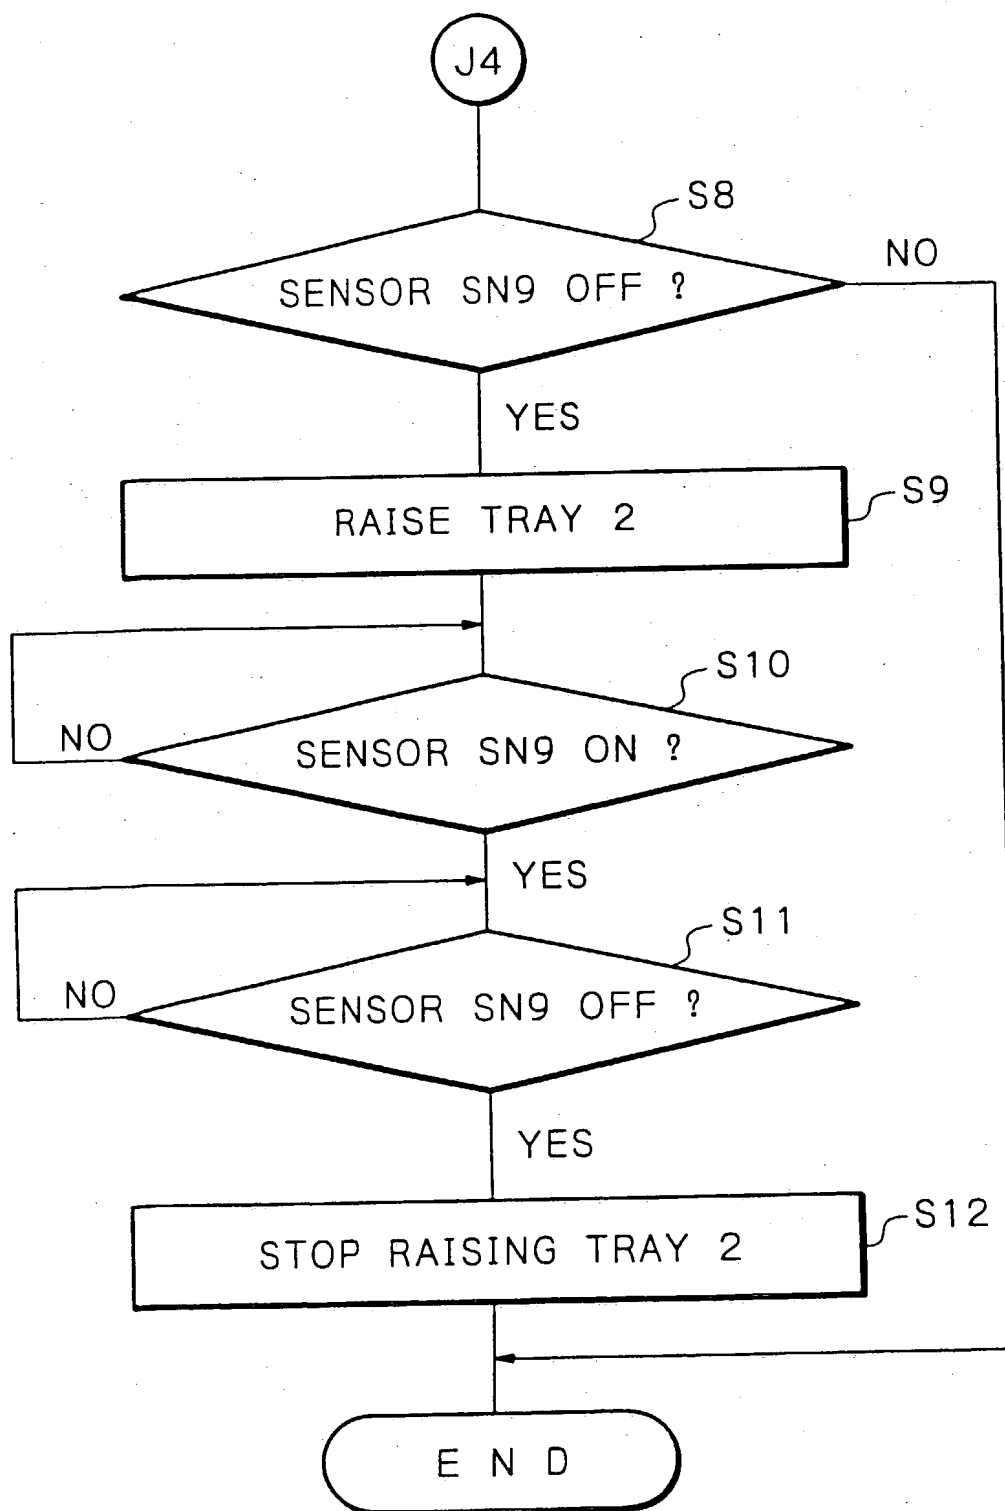 J4
S8
NO
SENSOR SN9 OFF ?
YES
S9
RAISE TRAY 2
S10
NO
SENSOR SN9 ON ?
YES
S11
NO
SENSOR SN9 OFF ?
YES
S12
STOP RAISING TRAY 2
E N D